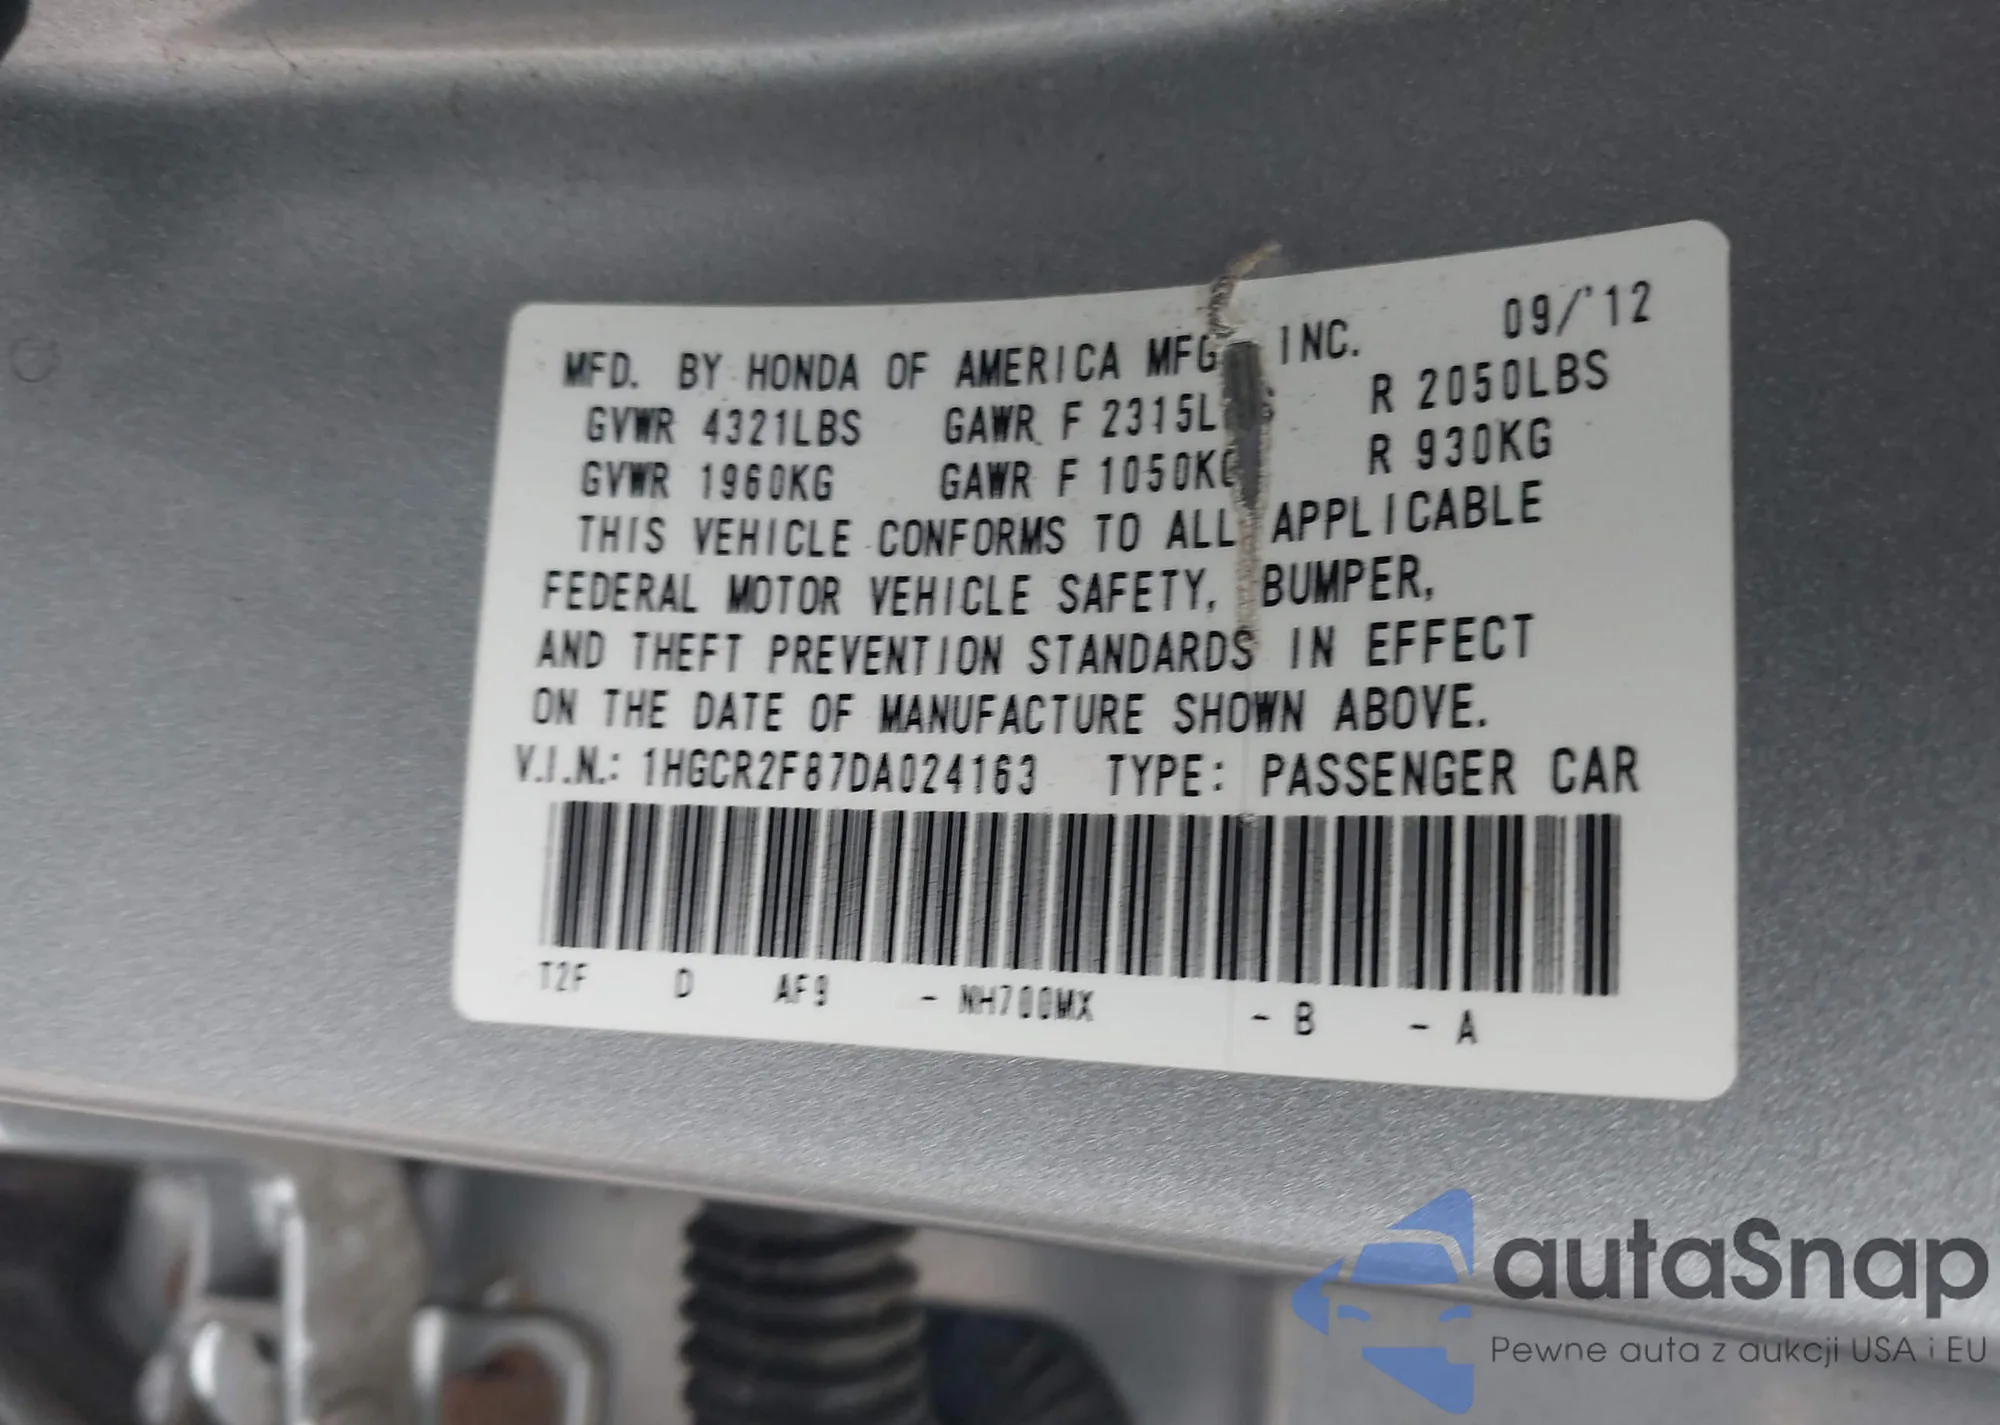 MFD. BY HONDA OF AMERICA MFG INC. 09/'12
GVWR 4321LBS GAWR F 2315L R 2050LBS
GVWR 1960KG GAWR F 1050KG R 930KG
THIS VEHICLE CONFORMS TO ALL APPLICABLE
FEDERAL MOTOR VEHICLE SAFETY, BUMPER,
AND THEFT PREVENTION STANDARDS IN EFFECT
ON THE DATE OF MANUFACTURE SHOWN ABOVE.
V.I.N.: 1HGCR2F87DA024163 TYPE: PASSENGER CAR
T2F D AF9 - NH700MX - B - A
autaSnap
Pewne auta z aukcji USA i EU